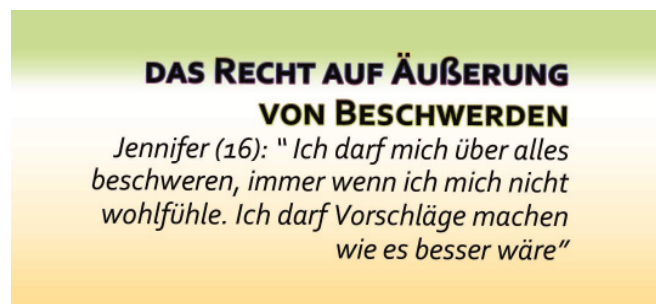 das Recht auf Äußerung
von Beschwerden
Jennifer (16): “ Ich darf mich über alles
beschweren, immer wenn ich mich nicht
wohlfühle. Ich darf Vorschläge machen
wie es besser wäre”